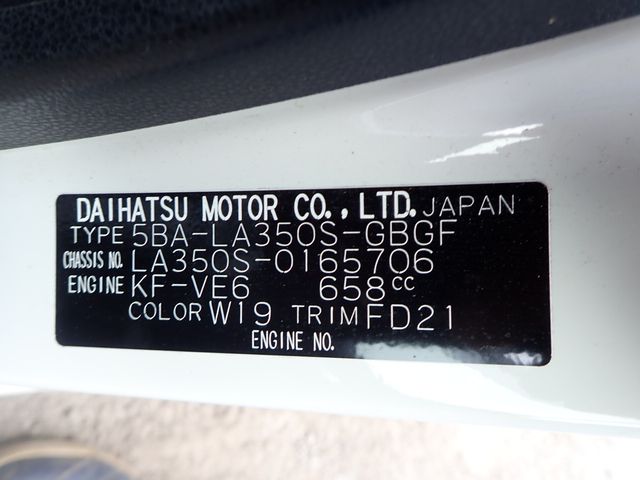 DAIHATSU MOTOR CO., LTD. JAPAN
TYPE 5BA-LA350S-GBGF
CHASSIS NO. LA350S-0165706
ENGINE KF-VE6 658cc
COLOR W19 TRIM FD21
ENGINE NO.